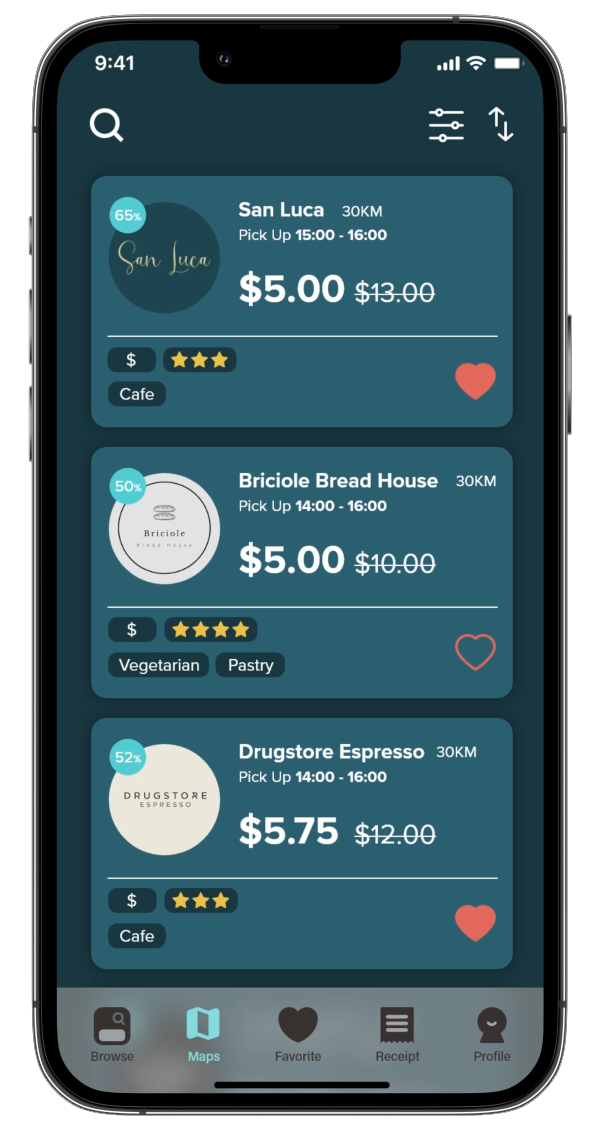 9:41
65%
San Luca
San Luca 30KM
Pick Up 15:00 - 16:00
$5.00 $13.00
$
Cafe
50%
Briciole
Bread House
Briciole Bread House 30KM
Pick Up 14:00 - 16:00
$5.00 $10.00
$
Vegetarian Pastry
52%
DRUGSTORE
ESPRESSO
Drugstore Espresso 30KM
Pick Up 14:00 - 16:00
$5.75 $12.00
$
Cafe
Browse Maps Favorite Receipt Profile